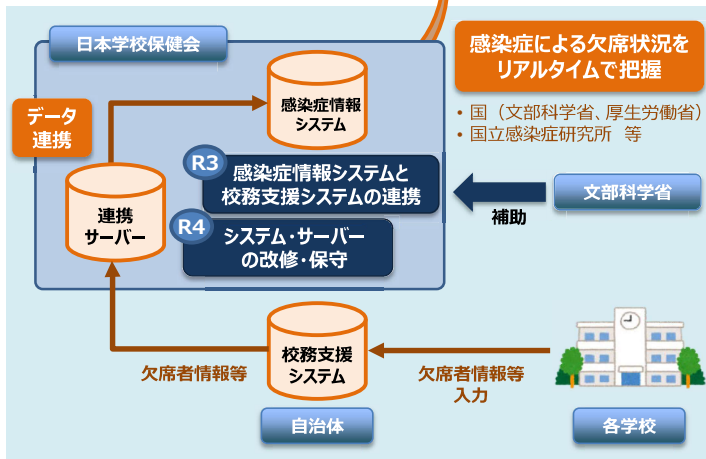 日本学校保健会
感染症による欠席状況を
リアルタイムで把握
・国（文部科学省、厚生労働省）
・国立感染症研究所　等
データ
連携
感染症情報
システム
R3
感染症情報システムと
校務支援システムの連携
文部科学省
補助
連携
サーバー
R4
システム・サーバー
の改修・保守
校務支援
システム
欠席者情報等
欠席者情報等
入力
自治体
各学校